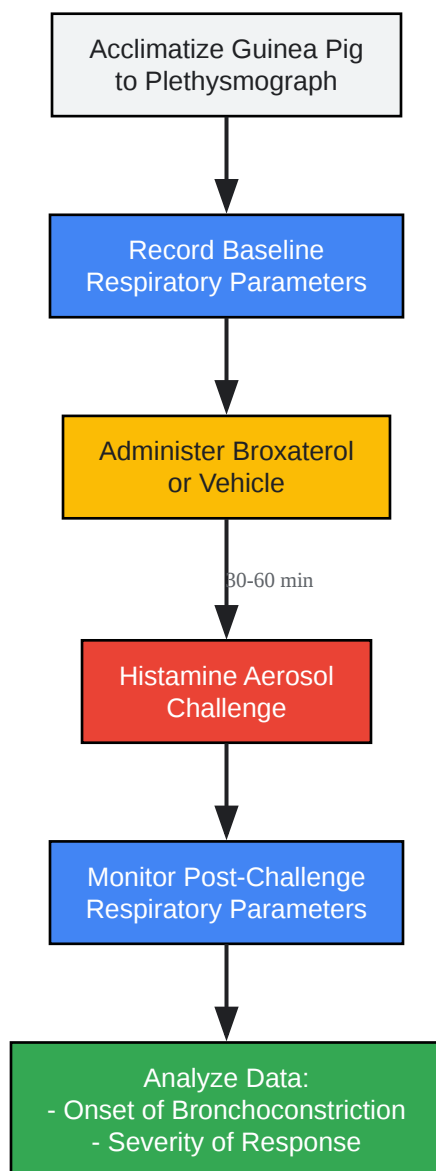 Acclimatize Guinea Pig
to Plethysmograph
Record Baseline
Respiratory Parameters
Administer Broxaterol
or Vehicle
30-60 min
Histamine Aerosol
Challenge
Monitor Post-Challenge
Respiratory Parameters
Analyze Data:
- Onset of Bronchoconstriction
- Severity of Response